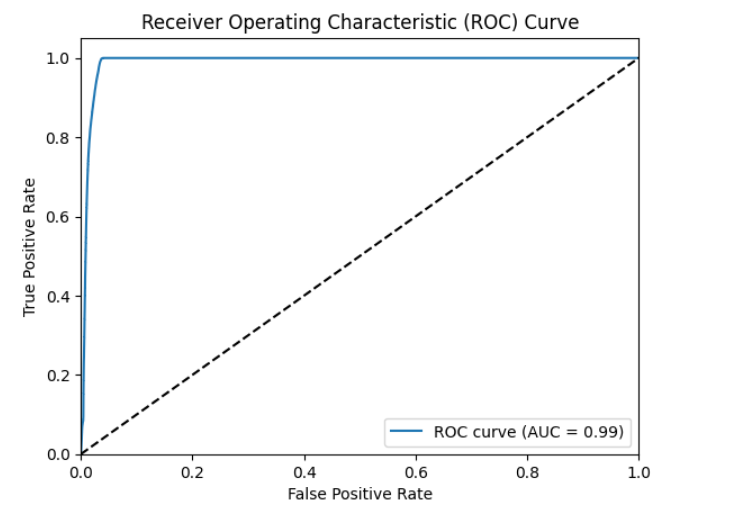 Receiver Operating Characteristic (ROC) Curve
1.0
0.8
0.6
0.4
0.2
0.0
True Positive Rate
ROC curve (AUC = 0.99)
0.0 0.2 0.4 0.6 0.8 1.0
False Positive Rate